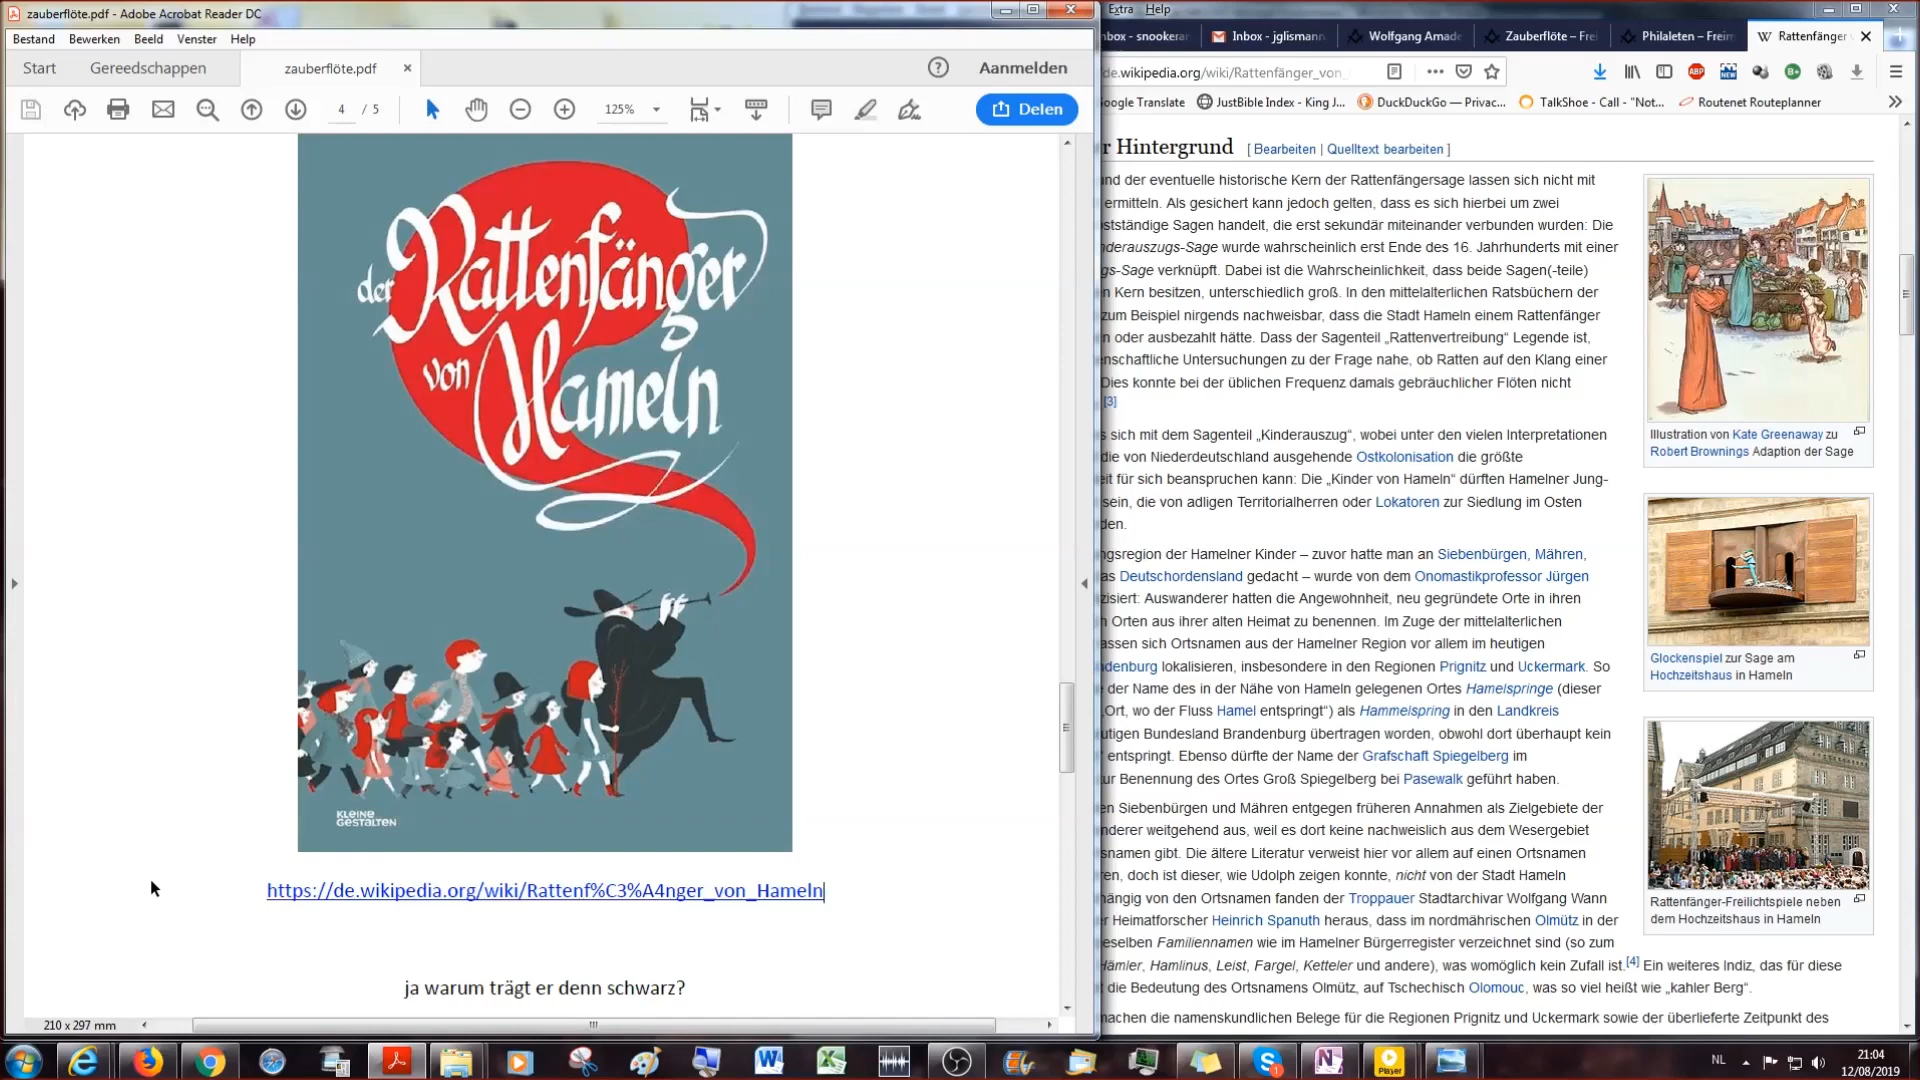 zauberflöte.pdf - Adobe Acrobat Reader DC
Bestand Bewerken Beeld Venster Help
Start Gereedschappen zauberflöte.pdf × Aanmelden
4 / 5 125% Delen
der Rattenfänger
von Hameln
KLEINE
GESTALTEN
https://de.wikipedia.org/wiki/Rattenf%C3%A4nger_von_Hameln
ja warum trägt er denn schwarz?
210 x 297 mm
Extra Help
nbox - snookera Inbox - jglismann Wolfgang Amade Zauberflöte – Frei Philaleten – Freim Rattenfänger
de.wikipedia.org/wiki/Rattenfänger_von_
ABP NEW B+
Google Translate JustBible Index - King J... DuckDuckGo — Privac... TalkShoe - Call - "Not... Routenet Routeplanner
r Hintergrund [ Bearbeiten | Quelltext bearbeiten ]
und der eventuelle historische Kern der Rattenfängersage lassen sich nicht mit
ermitteln. Als gesichert kann jedoch gelten, dass es sich hierbei um zwei
bstständige Sagen handelt, die erst sekundär miteinander verbunden wurden: Die
nderauszugs-Sage wurde wahrscheinlich erst Ende des 16. Jahrhunderts mit einer
gs-Sage verknüpft. Dabei ist die Wahrscheinlichkeit, dass beide Sagen(-teile)
n Kern besitzen, unterschiedlich groß. In den mittelalterlichen Ratsbüchern der
zum Beispiel nirgends nachweisbar, dass die Stadt Hameln einem Rattenfänger
n oder ausbezahlt hätte. Dass der Sagenteil „Rattenvertreibung“ Legende ist,
enschaftliche Untersuchungen zu der Frage nahe, ob Ratten auf den Klang einer
Dies konnte bei der üblichen Frequenz damals gebräuchlicher Flöten nicht
[3]
s sich mit dem Sagenteil „Kinderauszug“, wobei unter den vielen Interpretationen
die von Niederdeutschland ausgehende Ostkolonisation die größte
eit für sich beanspruchen kann: Die „Kinder von Hameln“ dürften Hamelner Jung-
sein, die von adligen Territorialherren oder Lokatoren zur Siedlung im Osten
den.
ngsregion der Hamelner Kinder – zuvor hatte man an Siebenbürgen, Mähren,
as Deutschordensland gedacht – wurde von dem Onomastikprofessor Jürgen
zisiert: Auswanderer hatten die Angewohnheit, neu gegründete Orte in ihren
n Orten aus ihrer alten Heimat zu benennen. Im Zuge der mittelalterlichen
assen sich Ortsnamen aus der Hamelner Region vor allem im heutigen
ndenburg lokalisieren, insbesondere in den Regionen Prignitz und Uckermark. So
e der Name des in der Nähe von Hameln gelegenen Ortes Hamelspringe (dieser
„Ort, wo der Fluss Hamel entspringt“) als Hammelspring in den Landkreis
utigen Bundesland Brandenburg übertragen worden, obwohl dort überhaupt kein
entspringt. Ebenso dürfte der Name der Grafschaft Spiegelberg im
ur Benennung des Ortes Groß Spiegelberg bei Pasewalk geführt haben.
en Siebenbürgen und Mähren entgegen früheren Annahmen als Zielgebiete der
nderer weitgehend aus, weil es dort keine nachweislich aus dem Wesergebiet
snamen gibt. Die ältere Literatur verweist hier vor allem auf einen Ortsnamen
ren, doch ist dieser, wie Udolph zeigen konnte, nicht von der Stadt Hameln
hängig von den Ortsnamen fanden der Troppauer Stadtarchivar Wolfgang Wann
er Heimatforscher Heinrich Spanuth heraus, dass im nordmährischen Olmütz in der
eselben Familiennamen wie im Hamelner Bürgerregister verzeichnet sind (so zum
Hämler, Hamlinus, Leist, Fargel, Ketteler und andere), was womöglich kein Zufall ist.[4] Ein weiteres Indiz, das für diese
t die Bedeutung des Ortsnamens Olmütz, auf Tschechisch Olomouc, was so viel heißt wie „kahler Berg“.
machen die namenskundlichen Belege für die Regionen Prignitz und Uckermark sowie der überlieferte Zeitpunkt des
Illustration von Kate Greenaway zu
Robert Brownings Adaption der Sage
Glockenspiel zur Sage am
Hochzeitshaus in Hameln
Rattenfänger-Freilichtspiele neben
dem Hochzeitshaus in Hameln
Player
NL
21:04
12/08/2019